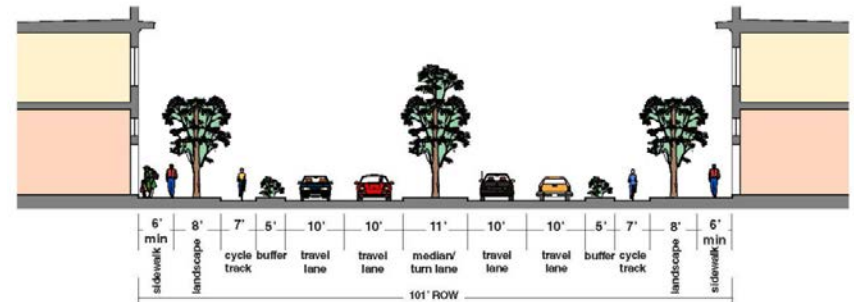 6' 8' 7' 5' 10' 10' 11' 10' 10' 5' 7' 8' 6'
min min
sidewalk
landscape
cycle track
buffer
travel lane
travel lane
median/ turn lane
travel lane
travel lane
buffer
cycle track
landscape
sidewalk
101' ROW